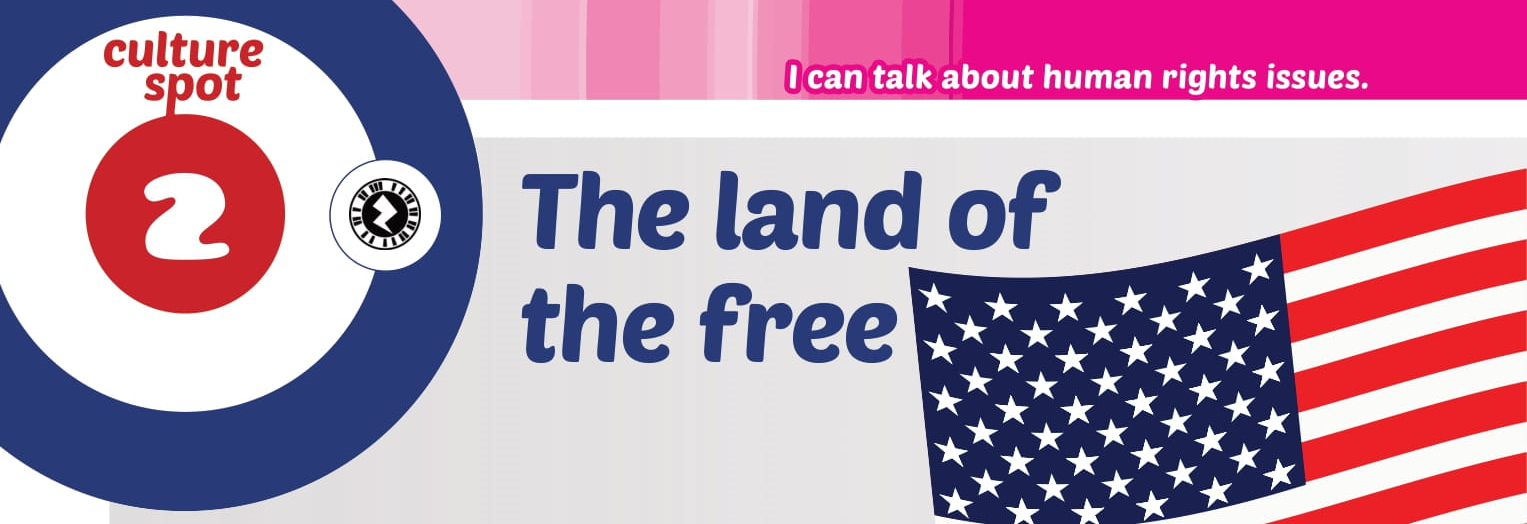 culture
spot
2
I can talk about human rights issues.
The land of
the free